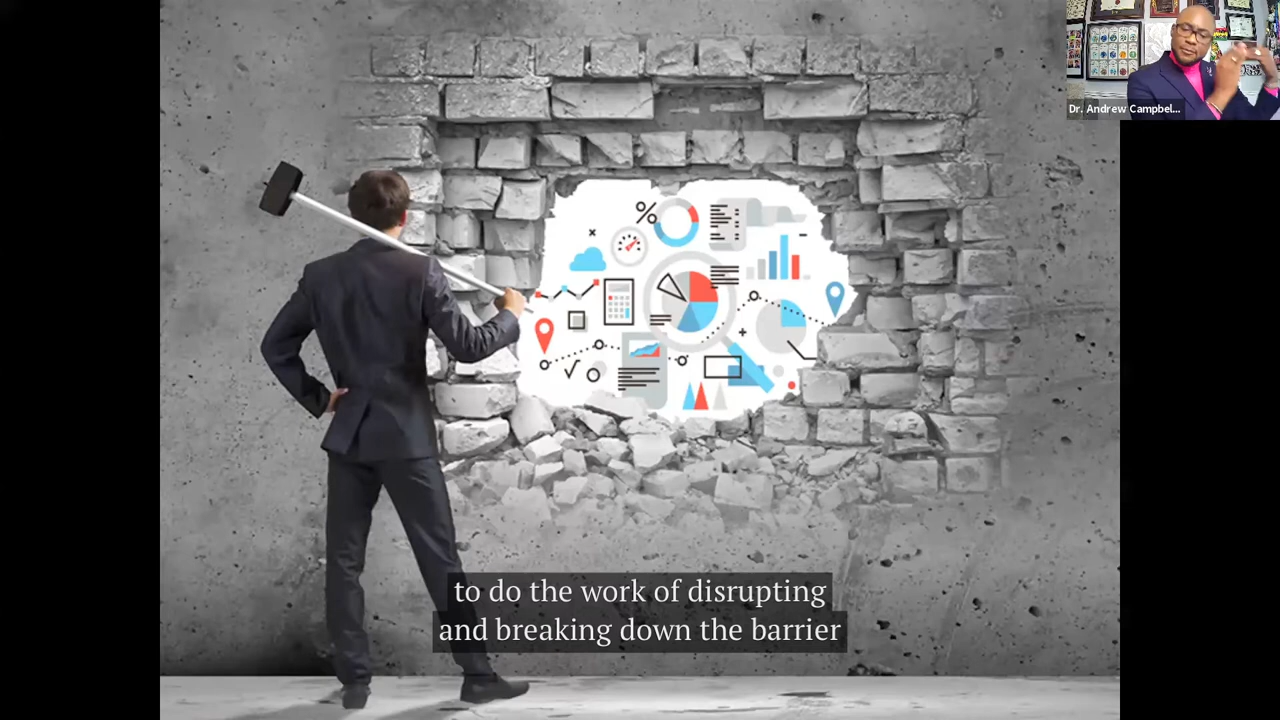 Dr. Andrew Campbel...
%
to do the work of disrupting
and breaking down the barrier